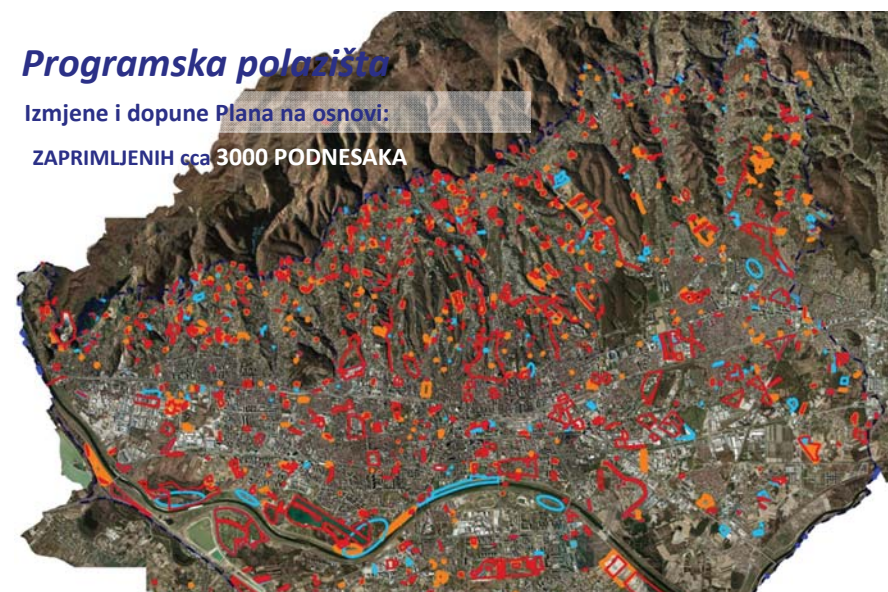 Programska polazišta
Izmjene i dopune Plana na osnovi:
ZAPRIMLJENIH cca 3000 PODNESAKA